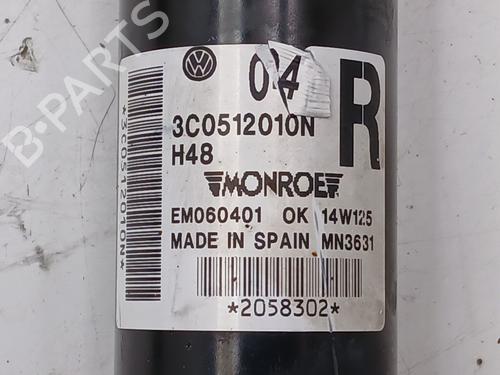 04
R
3C0512010N
H48
MONROE
EM060401 OK 14W125
MADE IN SPAIN MN3631
*2058302*
*3C0512010N*
B-PARTS